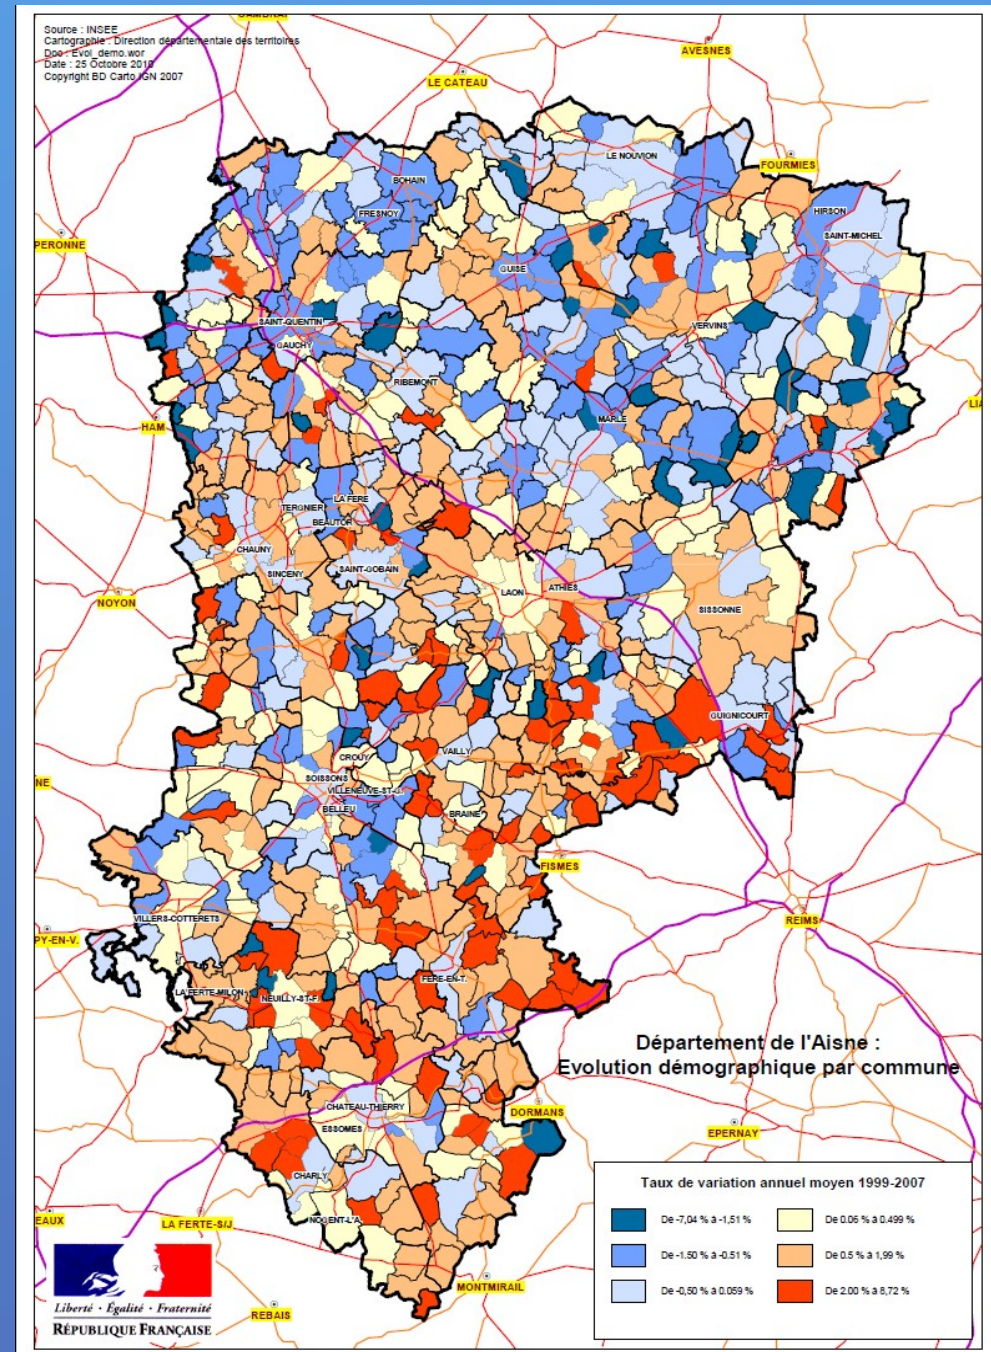 Source : INSEE
Cartographie : Direction départementale des territoires
Doc : Evol_demo.wor
Date : 25 Octobre 2010
Copyright BD Carto IGN 2007
CAMBRAI
AVESNES
LE CATEAU
LE NOUVION
FOURMIES
BOHAIN
FRESNOY
HIRSON
SAINT-MICHEL
PERONNE
GUISE
SAINT-QUENTIN
VERVINS
GAUCHY
RIBEMONT
LIA
MARLE
HAM
LA FERE
TERGNIER
BEAUTOR
CHAUNY
SINCENY
SAINT-GOBAIN
LAON
ATHIES
NOYON
SISSONNE
GUIGNICOURT
VAILLY
CROUY
SOISSONS
NE
VILLENEUVE-ST-G.
BELLEU
BRAINE
FISMES
VILLERS-COTTERETS
REIMS
PY-EN-V.
FERE-EN-T.
LA FERTE-MILON
NEUILLY-ST-F.
Département de l'Aisne :
Evolution démographique par commune
CHATEAU-THIERRY
DORMANS
ESSOMES
EPERNAY
CHARLY
NOGENT-L'A.
EAUX
LA FERTE-S/J
MONTMIRAIL
REBAIS
Taux de variation annuel moyen 1999-2007
De -7,04 % à -1,51 %
De 0.06 % à 0.499 %
De -1.50 % à -0.51 %
De 0.5 % à 1,99 %
De -0,50 % à 0.059 %
De 2.00 % à 8,72 %
Liberté • Égalité • Fraternité
RÉPUBLIQUE FRANÇAISE